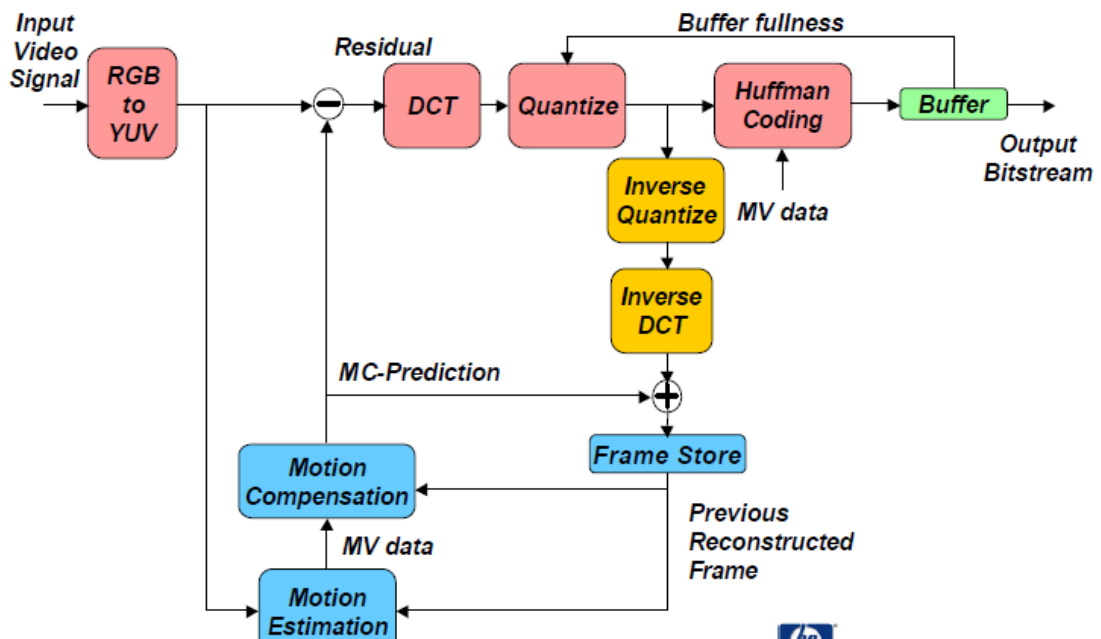 Input
Video
Signal
RGB
to
YUV
Residual
DCT
Quantize
Buffer fullness
Huffman
Coding
Buffer
Output
Bitstream
MV data
Inverse
Quantize
Inverse
DCT
MC-Prediction
Frame Store
Previous
Reconstructed
Frame
Motion
Compensation
MV data
Motion
Estimation
hp